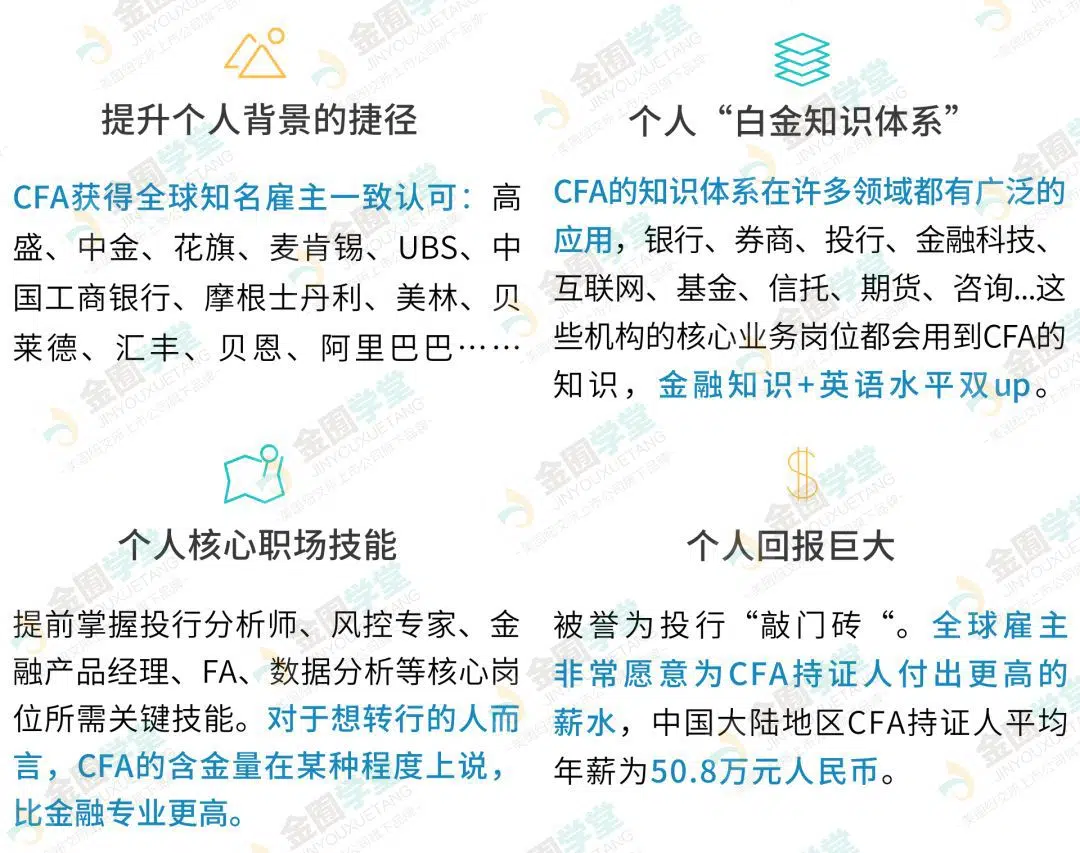 提升个人背景的捷径
CFA获得全球知名雇主一致认可：高
盛、中金、花旗、麦肯锡、UBS、中
国工商银行、摩根士丹利、美林、贝
莱德、汇丰、贝恩、阿里巴巴……
个人“白金知识体系”
CFA的知识体系在许多领域都有广泛的
应用，银行、券商、投行、金融科技、
互联网、基金、信托、期货、咨询...这
些机构的核心业务岗位都会用到CFA的
知识，金融知识+英语水平双up。
个人核心职场技能
提前掌握投行分析师、风控专家、金
融产品经理、FA、数据分析等核心岗
位所需关键技能。对于想转行的人而
言，CFA的含金量在某种程度上说，
比金融专业更高。
个人回报巨大
被誉为投行“敲门砖“。全球雇主
非常愿意为CFA持证人付出更高的
薪水，中国大陆地区CFA持证人平均
年薪为50.8万元人民币。
金囿学堂
JINYOUXUETANG
-美国纽交所上市公司旗下品牌-